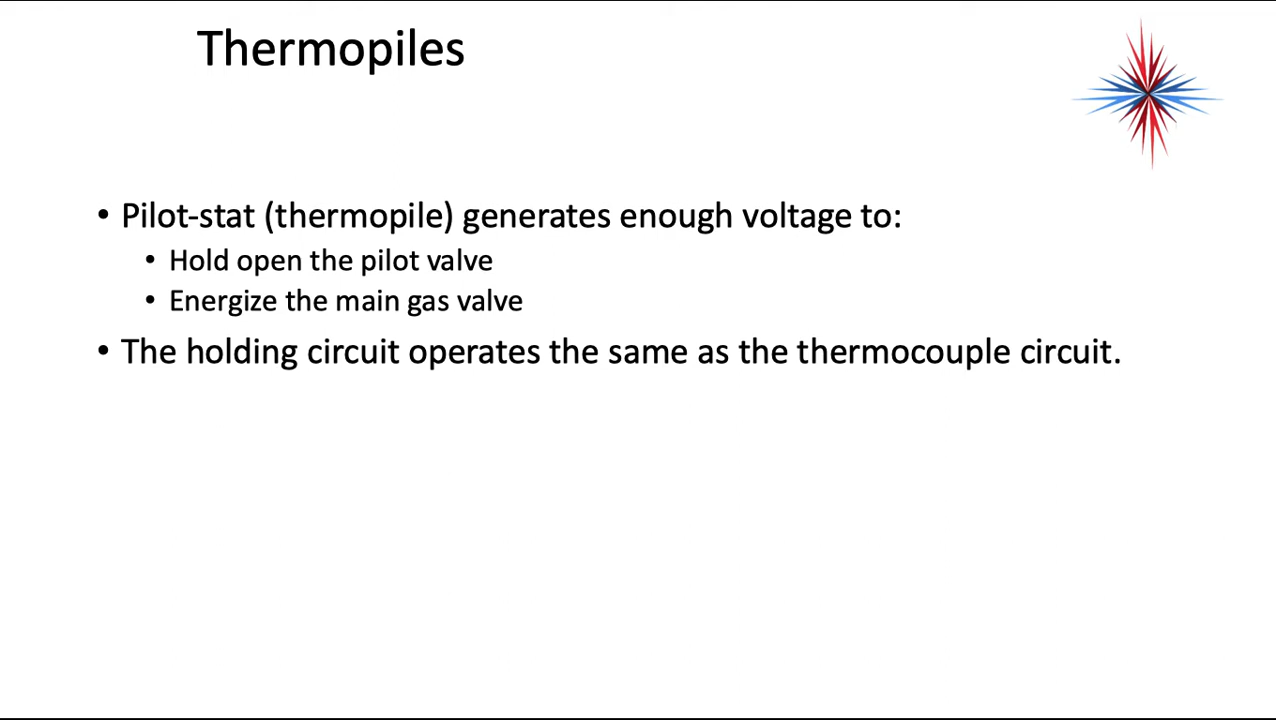 Thermopiles
• Pilot-stat (thermopile) generates enough voltage to:
• Hold open the pilot valve
• Energize the main gas valve
• The holding circuit operates the same as the thermocouple circuit.